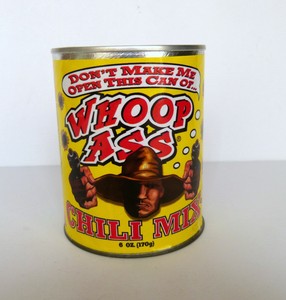 DON'T MAKE ME
OPEN THIS CAN OF...
WHOOP
ASS®
CHILI MIX
6 OZ. (170g)